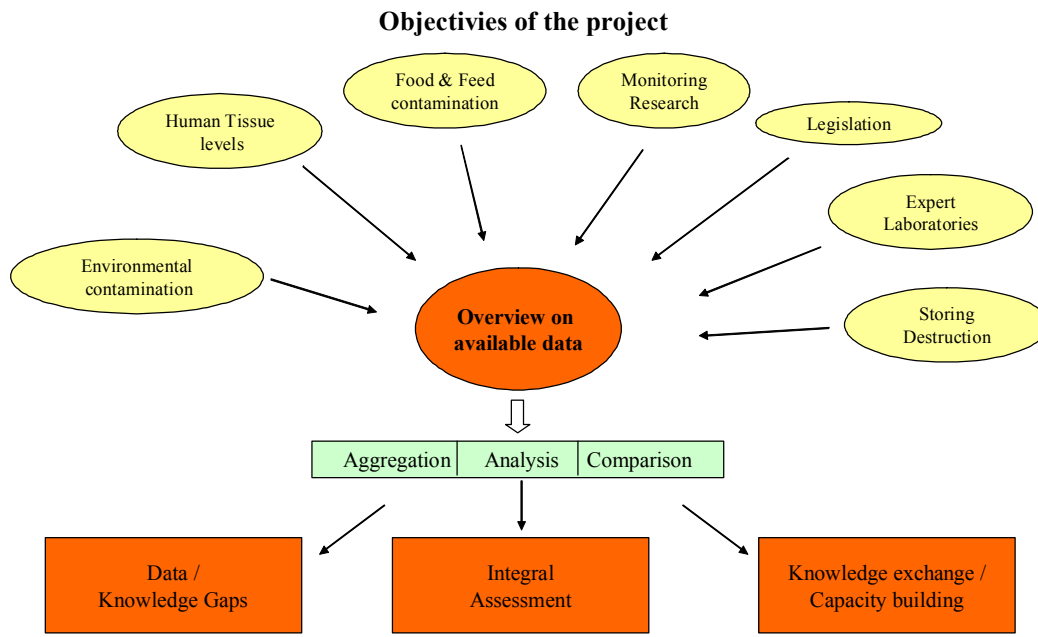 Objectivies of the project
Food & Feed
contamination
Monitoring
Research
Human Tissue
levels
Legislation
Expert
Laboratories
Environmental
contamination
Overview on
available data
Storing
Destruction
Aggregation Analysis Comparison
Data /
Knowledge Gaps
Integral
Assessment
Knowledge exchange /
Capacity building